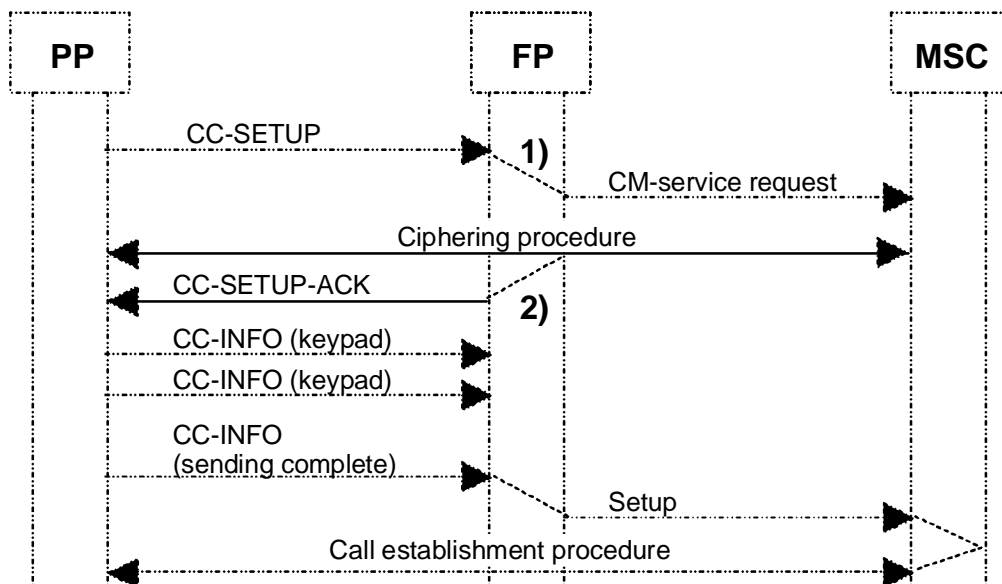 PP
FP
MSC
CC-SETUP
1)
CM-service request
Ciphering procedure
CC-SETUP-ACK
2)
CC-INFO (keypad)
CC-INFO (keypad)
CC-INFO
(sending complete)
Setup
Call establishment procedure